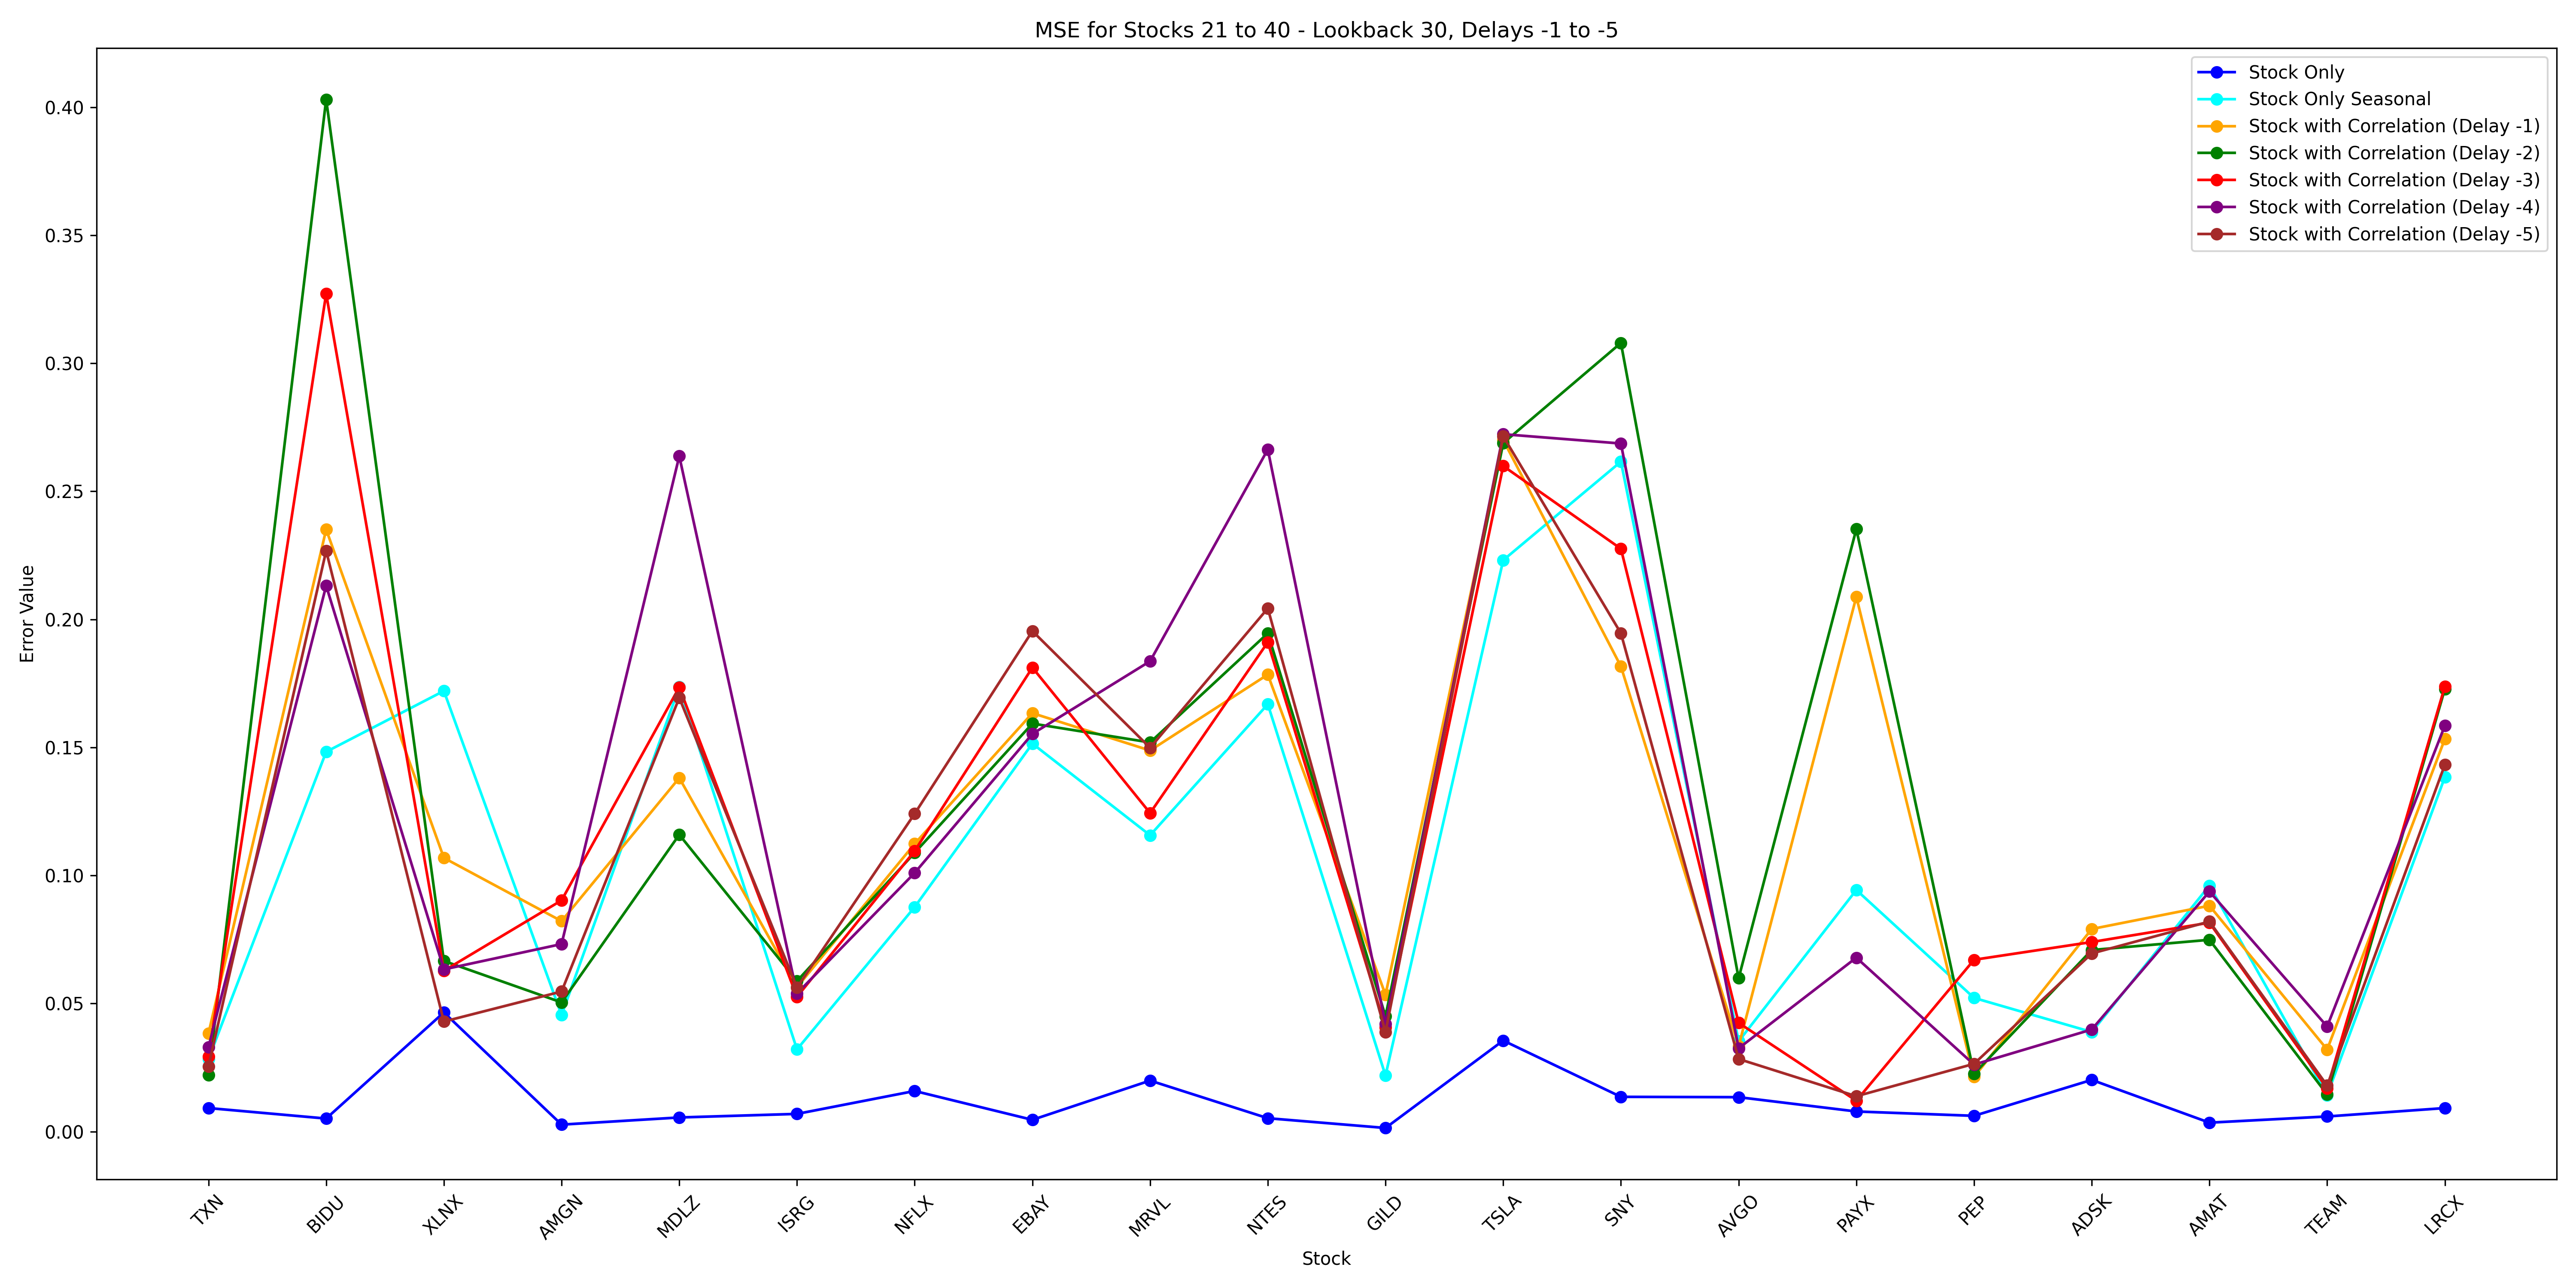 MSE for Stocks 21 to 40 - Lookback 30, Delays -1 to -5
Stock Only
Stock Only Seasonal
Stock with Correlation (Delay -1)
Stock with Correlation (Delay -2)
Stock with Correlation (Delay -3)
Stock with Correlation (Delay -4)
Stock with Correlation (Delay -5)
Error Value
0.40
0.35
0.30
0.25
0.20
0.15
0.10
0.05
0.00
TXN
BIDU
XLNX
AMGN
MDLZ
ISRG
NFLX
EBAY
MRVL
NTES
GILD
TSLA
SNY
AVGO
PAYX
PEP
ADSK
AMAT
TEAM
LRCX
Stock